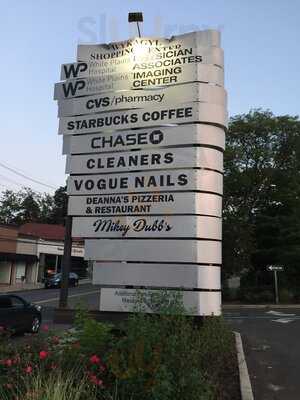 WYKAGYL
SHOPPING CENTER
WP White Plains Hospital PHYSICIAN ASSOCIATES
WP White Plains Hospital IMAGING CENTER
CVS/pharmacy
STARBUCKS COFFEE
CHASE
CLEANERS
VOGUE NAILS
DEANNA'S PIZZERIA
& RESTAURANT
Mikey Dubb's